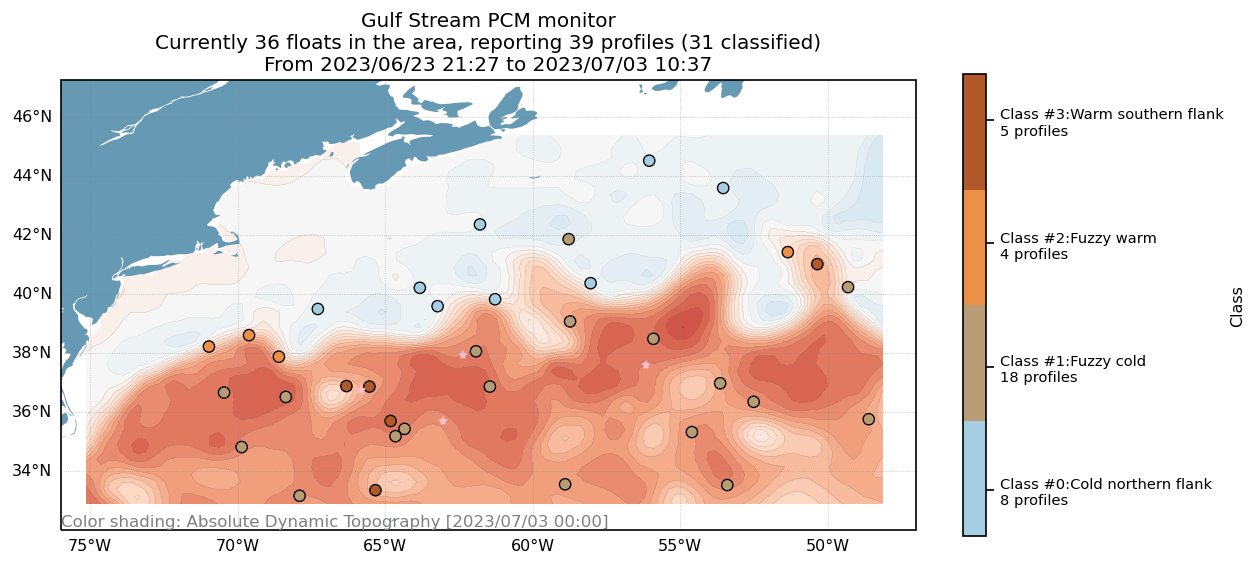 Gulf Stream PCM monitor
Currently 36 floats in the area, reporting 39 profiles (31 classified)
From 2023/06/23 21:27 to 2023/07/03 10:37
46°N
44°N
42°N
40°N
38°N
36°N
34°N
Color shading: Absolute Dynamic Topography [2023/07/03 00:00]
75°W
70°W
65°W
60°W
55°W
50°W
Class #3:Warm southern flank
5 profiles
Class #2:Fuzzy warm
4 profiles
Class #1:Fuzzy cold
18 profiles
Class #0:Cold northern flank
8 profiles
Class